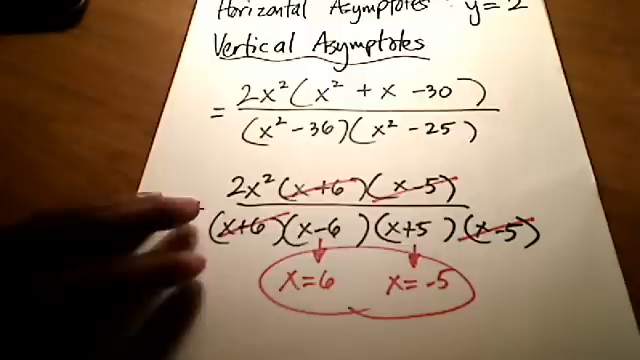 Horizontal Asymptotes : y = 2
Vertical Asymptotes
= 2x²(x² + x - 30) / (x² - 36)(x² - 25)
2x²(x+6)(x-5) / (x+6)(x-6)(x+5)(x-5)
x=6 x=-5